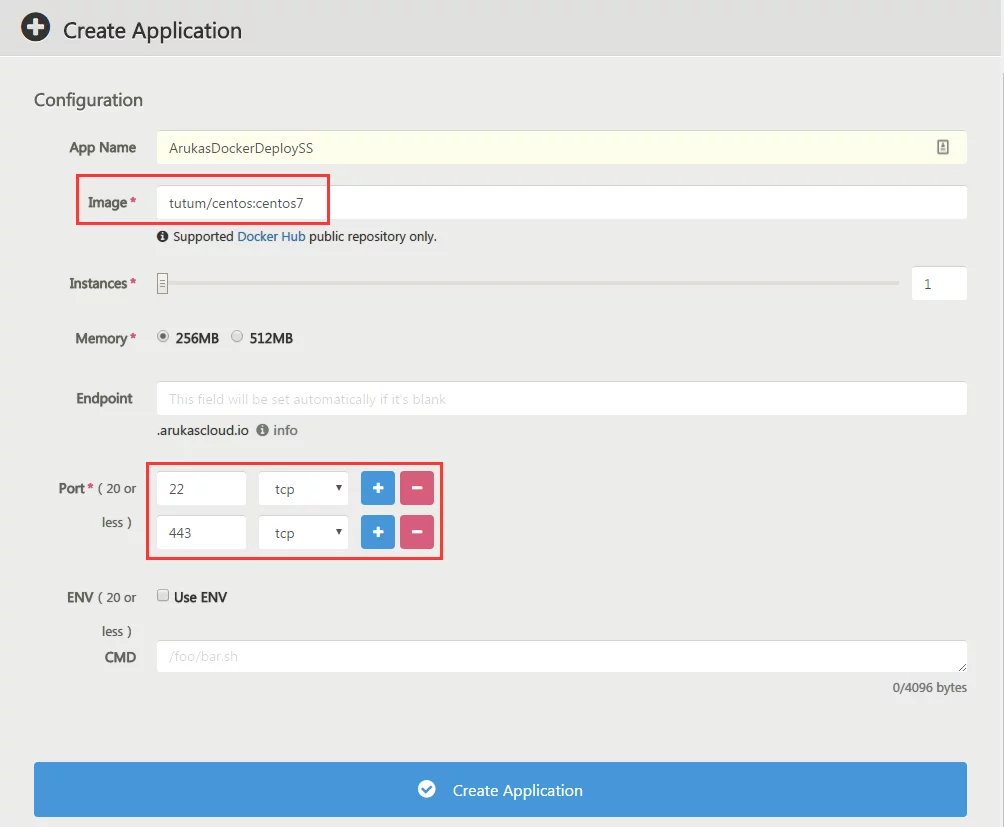 Create Application
Configuration
App Name ArukasDockerDeploySS
Image * tutum/centos:centos7
Supported Docker Hub public repository only.
Instances * 1
Memory * 256MB 512MB
Endpoint This field will be set automatically if it's blank
.arukascloud.io info
Port * ( 20 or less ) 22 tcp
443 tcp
ENV ( 20 or less ) Use ENV
CMD /foo/bar.sh
0/4096 bytes
Create Application